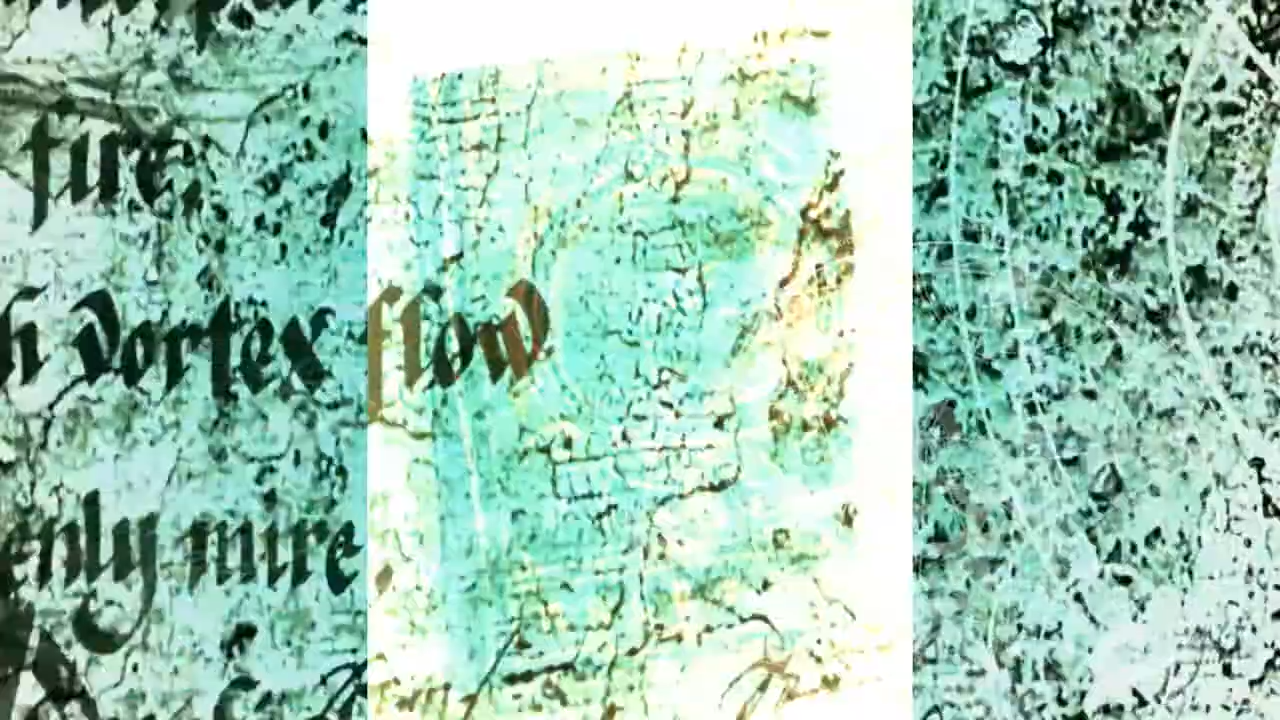 fire,
h vortex flow
enly mire